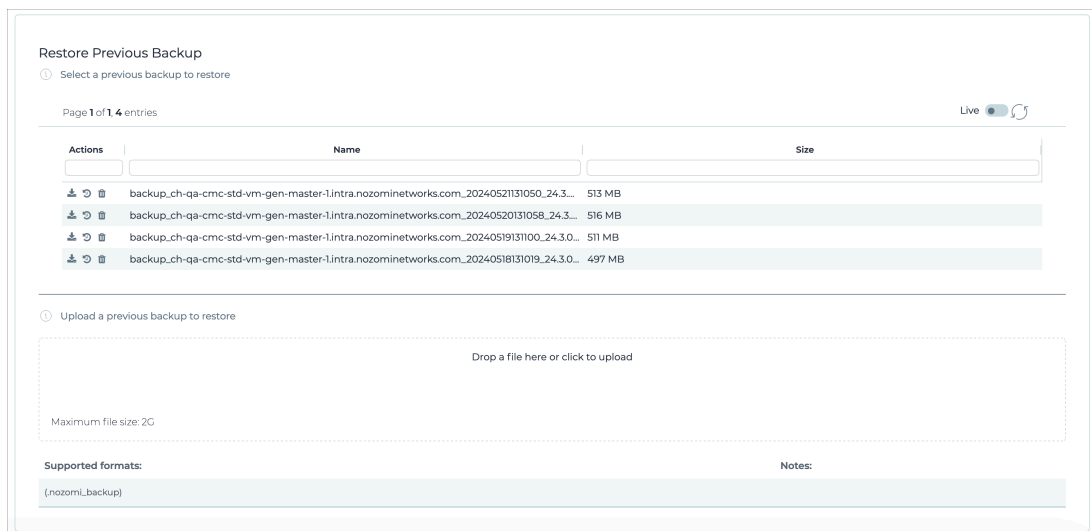 Restore Previous Backup
Select a previous backup to restore
Page 1 of 1, 4 entries
Live
Actions Name Size
backup_ch-qa-cmc-std-vm-gen-master-1.intra.nozominetworks.com_20240521131050_24.3.... 513 MB
backup_ch-qa-cmc-std-vm-gen-master-1.intra.nozominetworks.com_20240520131058_24.3.... 516 MB
backup_ch-qa-cmc-std-vm-gen-master-1.intra.nozominetworks.com_20240519131100_24.3.0... 511 MB
backup_ch-qa-cmc-std-vm-gen-master-1.intra.nozominetworks.com_20240518131019_24.3.0... 497 MB
Upload a previous backup to restore
Drop a file here or click to upload
Maximum file size: 2G
Supported formats: Notes:
(.nozomi_backup)